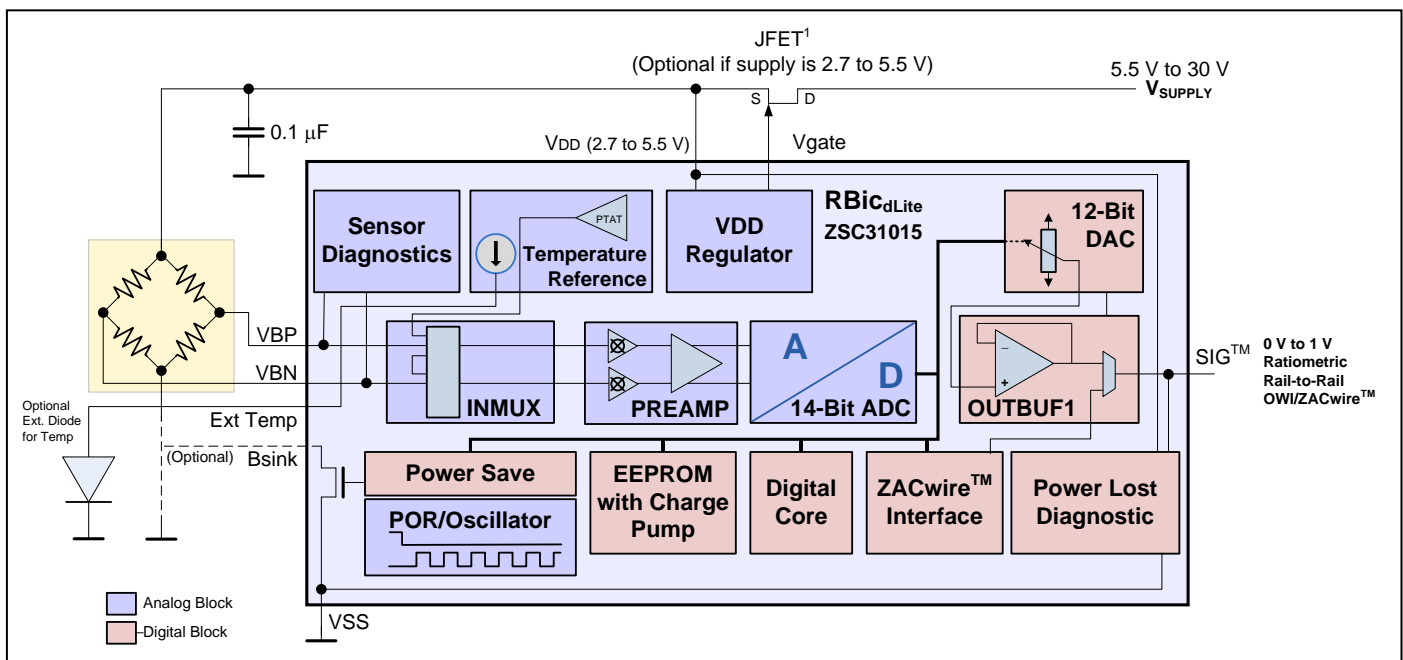 JFET¹
(Optional if supply is 2.7 to 5.5 V)
5.5 V to 30 V
VSUPPLY
S
D
0.1 µF
VDD (2.7 to 5.5 V)
Vgate
Sensor
Diagnostics
PTAT
Temperature
Reference
VDD
Regulator
RBicdLite
ZSC31015
12-Bit
DAC
VBP
VBN
INMUX
PREAMP
A
D
14-Bit ADC
–
+
OUTBUF1
SIG™
0 V to 1 V
Ratiometric
Rail-to-Rail
OWI/ZACwire™
Optional
Ext. Diode
for Temp
Ext Temp
(Optional)
Bsink
Power Save
POR/Oscillator
EEPROM
with Charge
Pump
Digital
Core
ZACwire™
Interface
Power Lost
Diagnostic
Analog Block
Digital Block
VSS